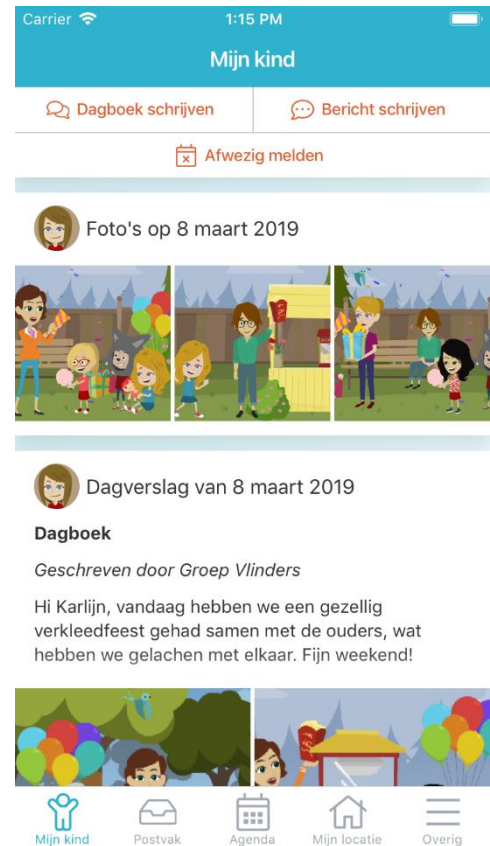 Carrier 1:15 PM
Mijn kind
Dagboek schrijven
Bericht schrijven
Afwezig melden
Foto's op 8 maart 2019
Dagverslag van 8 maart 2019
Dagboek
Geschreven door Groep Vlinders
Hi Karlijn, vandaag hebben we een gezellig
verkleedfeest gehad samen met de ouders, wat
hebben we gelachen met elkaar. Fijn weekend!
Mijn kind
Postvak
Agenda
Mijn locatie
Overig